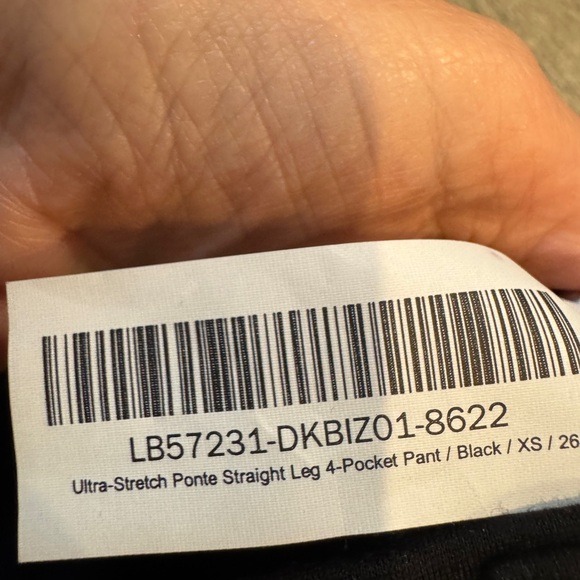 LB57231-DKBIZ01-8622
Ultra-Stretch Ponte Straight Leg 4-Pocket Pant / Black / XS / 26